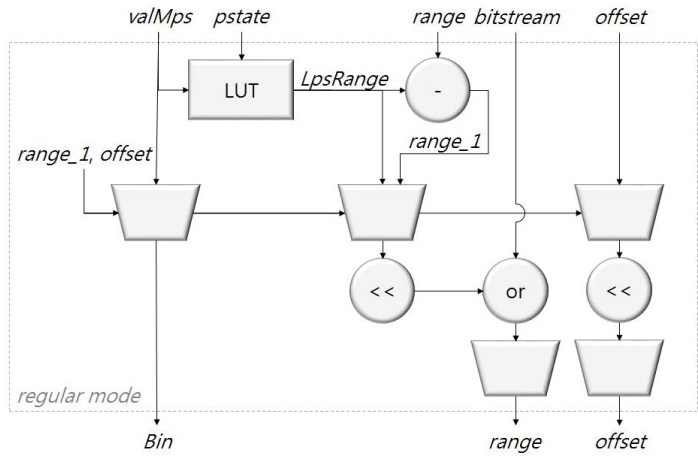 valMps pstate range bitstream offset
LUT LpsRange -
range_1
range_1, offset
<< or <<
regular mode
Bin range offset